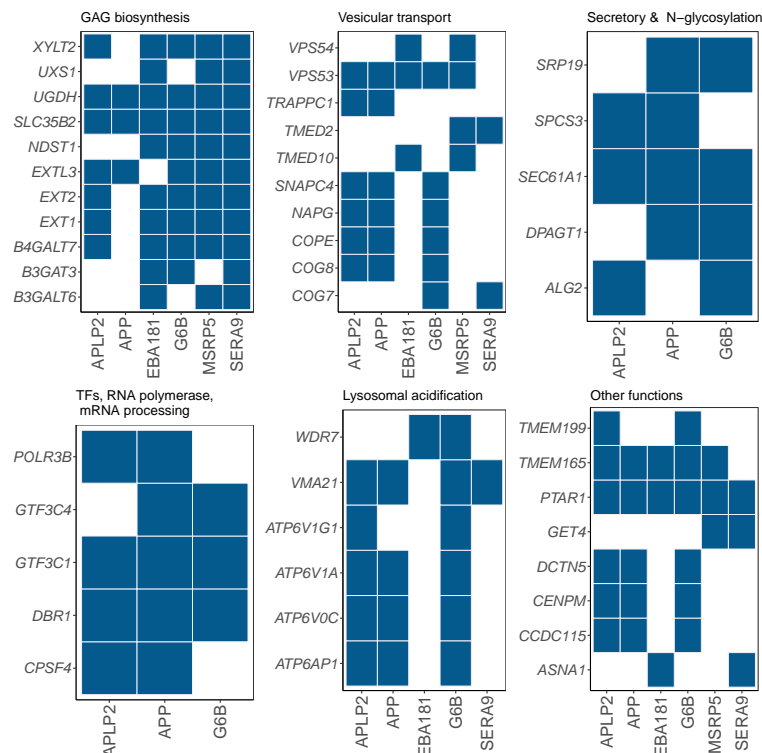 GAG biosynthesis
XYLT2
UXS1
UGDH
SLC35B2
NDST1
EXTL3
EXT2
EXT1
B4GALT7
B3GAT3
B3GALT6
APLP2
APP
EBA181
G6B
MSRP5
SERA9
Vesicular transport
VPS54
VPS53
TRAPPC1
TMED2
TMED10
SNAPC4
NAPG
COPE
COG8
COG7
APLP2
APP
EBA181
G6B
MSRP5
SERA9
Secretory & N−glycosylation
SRP19
SPCS3
SEC61A1
DPAGT1
ALG2
APLP2
APP
G6B
TFs, RNA polymerase,
mRNA processing
POLR3B
GTF3C4
GTF3C1
DBR1
CPSF4
APLP2
APP
G6B
Lysosomal acidification
WDR7
VMA21
ATP6V1G1
ATP6V1A
ATP6V0C
ATP6AP1
APLP2
APP
EBA181
G6B
SERA9
Other functions
TMEM199
TMEM165
PTAR1
GET4
DCTN5
CENPM
CCDC115
ASNA1
APLP2
APP
EBA181
G6B
MSRP5
SERA9